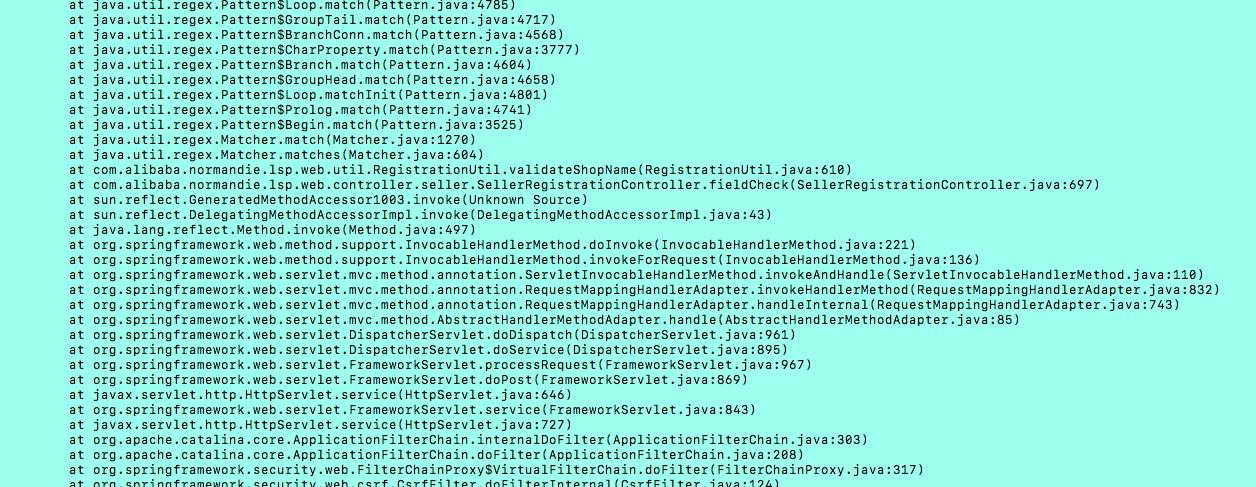 at java.util.regex.Pattern$Loop.match(Pattern.java:4785)
at java.util.regex.Pattern$GroupTail.match(Pattern.java:4717)
at java.util.regex.Pattern$BranchConn.match(Pattern.java:4568)
at java.util.regex.Pattern$CharProperty.match(Pattern.java:3777)
at java.util.regex.Pattern$Branch.match(Pattern.java:4604)
at java.util.regex.Pattern$GroupHead.match(Pattern.java:4658)
at java.util.regex.Pattern$Loop.matchInit(Pattern.java:4801)
at java.util.regex.Pattern$Prolog.match(Pattern.java:4741)
at java.util.regex.Pattern$Begin.match(Pattern.java:3525)
at java.util.regex.Matcher.match(Matcher.java:1270)
at java.util.regex.Matcher.matches(Matcher.java:604)
at com.alibaba.normandie.lsp.web.util.RegistrationUtil.validateShopName(RegistrationUtil.java:610)
at com.alibaba.normandie.lsp.web.controller.seller.SellerRegistrationController.fieldCheck(SellerRegistrationController.java:697)
at sun.reflect.GeneratedMethodAccessor1003.invoke(Unknown Source)
at sun.reflect.DelegatingMethodAccessorImpl.invoke(DelegatingMethodAccessorImpl.java:43)
at java.lang.reflect.Method.invoke(Method.java:497)
at org.springframework.web.method.support.InvocableHandlerMethod.doInvoke(InvocableHandlerMethod.java:221)
at org.springframework.web.method.support.InvocableHandlerMethod.invokeForRequest(InvocableHandlerMethod.java:136)
at org.springframework.web.servlet.mvc.method.annotation.ServletInvocableHandlerMethod.invokeAndHandle(ServletInvocableHandlerMethod.java:110)
at org.springframework.web.servlet.mvc.method.annotation.RequestMappingHandlerAdapter.invokeHandlerMethod(RequestMappingHandlerAdapter.java:832)
at org.springframework.web.servlet.mvc.method.annotation.RequestMappingHandlerAdapter.handleInternal(RequestMappingHandlerAdapter.java:743)
at org.springframework.web.servlet.mvc.method.AbstractHandlerMethodAdapter.handle(AbstractHandlerMethodAdapter.java:85)
at org.springframework.web.servlet.DispatcherServlet.doDispatch(DispatcherServlet.java:961)
at org.springframework.web.servlet.DispatcherServlet.doService(DispatcherServlet.java:895)
at org.springframework.web.servlet.FrameworkServlet.processRequest(FrameworkServlet.java:967)
at org.springframework.web.servlet.FrameworkServlet.doPost(FrameworkServlet.java:869)
at javax.servlet.http.HttpServlet.service(HttpServlet.java:646)
at org.springframework.web.servlet.FrameworkServlet.service(FrameworkServlet.java:843)
at javax.servlet.http.HttpServlet.service(HttpServlet.java:727)
at org.apache.catalina.core.ApplicationFilterChain.internalDoFilter(ApplicationFilterChain.java:303)
at org.apache.catalina.core.ApplicationFilterChain.doFilter(ApplicationFilterChain.java:208)
at org.springframework.security.web.FilterChainProxy$VirtualFilterChain.doFilter(FilterChainProxy.java:317)
at org.springframework.security.web.csrf.CsrfFilter.doFilterInternal(CsrfFilter.java:124)